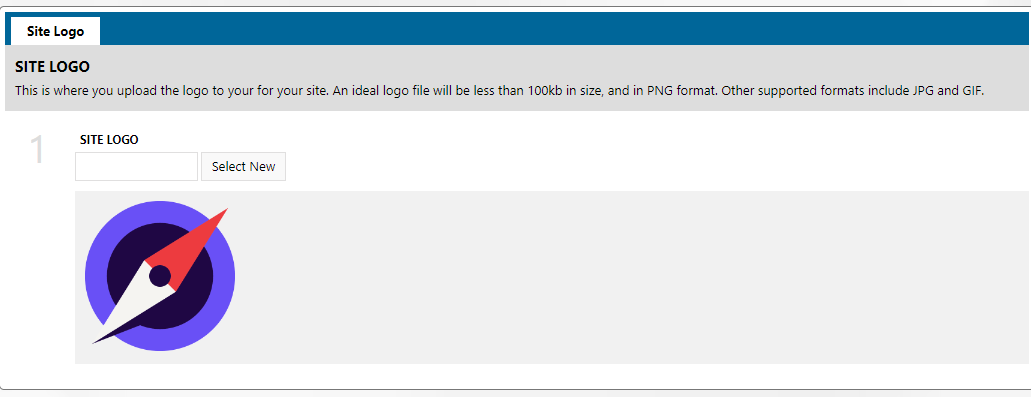 Site Logo
SITE LOGO
This is where you upload the logo to your for your site. An ideal logo file will be less than 100kb in size, and in PNG format. Other supported formats include JPG and GIF.
1
SITE LOGO
Select New